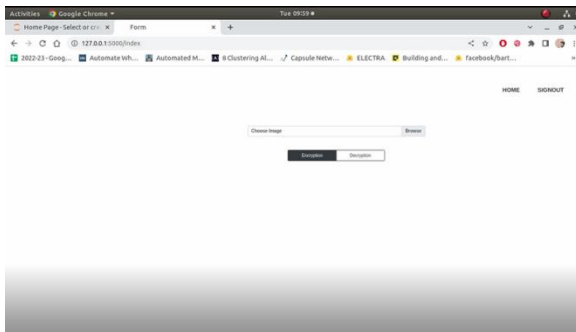 Activities Google Chrome Tue 09:59
Home Page - Select or cre Form
127.0.0.1:5000/index
2022-23 - Goog... Automate Wh... Automated M... 8 Clustering Al... Capsule Netw... ELECTRA Building and... facebook/bart...
HOME SIGNOUT
Choose Image Browse
Encryption Decryption